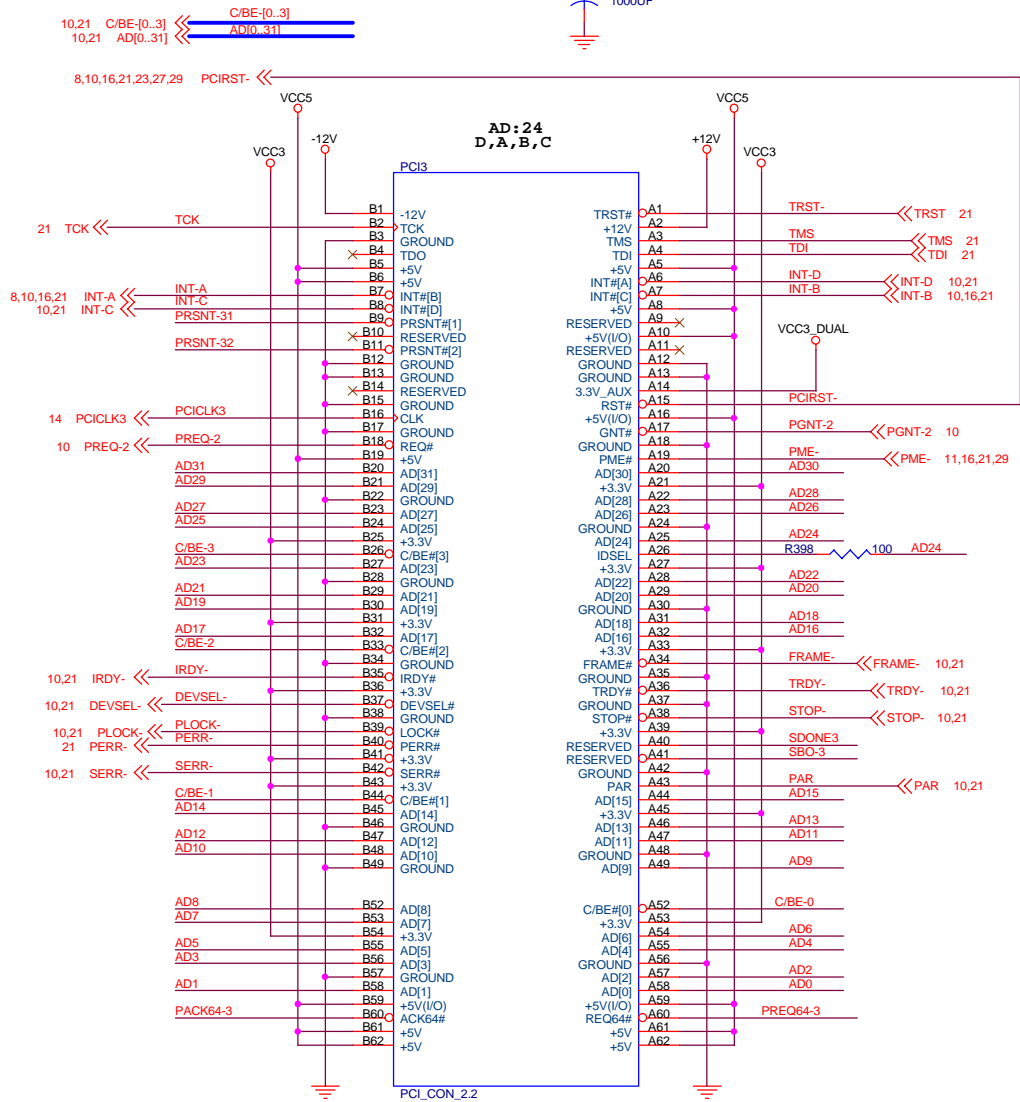 1000UF
C/BE-[0..3]
10,21 C/BE-[0..3]
AD[0..31]
10,21 AD[0..31]
8,10,16,21,23,27,29 PCIRST-
VCC5 VCC5
AD:24
D,A,B,C
-12V +12V
VCC3 VCC3
PCI3
B1 -12V TRST# A1 TRST- TRST 21
21 TCK TCK B2 TCK +12V A2
B3 GROUND TMS A3 TMS TMS 21
B4 TDO TDI A4 TDI TDI 21
B5 +5V +5V A5
B6 +5V INT#[A] A6 INT-D INT-D 10,21
8,10,16,21 INT-A INT-A B7 INT#[B] INT#[C] A7 INT-B INT-B 10,16,21
10,21 INT-C INT-C B8 INT#[D] +5V A8
PRSNT-31 B9 PRSNT#[1] RESERVED A9
VCC3_DUAL
B10 RESERVED +5V(I/O) A10
PRSNT-32 B11 PRSNT#[2] RESERVED A11
B12 GROUND GROUND A12
B13 GROUND GROUND A13
B14 RESERVED 3.3V_AUX A14
B15 GROUND RST# A15 PCIRST-
14 PCICLK3 PCICLK3 B16 CLK +5V(I/O) A16
B17 GROUND GNT# A17 PGNT-2 PGNT-2 10
10 PREQ-2 PREQ-2 B18 REQ# GROUND A18
B19 +5V PME# A19 PME- PME- 11,16,21,29
AD31 B20 AD[31] AD[30] A20 AD30
AD29 B21 AD[29] +3.3V A21
B22 GROUND AD[28] A22 AD28
AD27 B23 AD[27] AD[26] A23 AD26
AD25 B24 AD[25] GROUND A24
B25 +3.3V AD[24] A25 AD24
C/BE-3 B26 C/BE#[3] IDSEL A26 R398 100 AD24
AD23 B27 AD[23] +3.3V A27
B28 GROUND AD[22] A28 AD22
AD21 B29 AD[21] AD[20] A29 AD20
AD19 B30 AD[19] GROUND A30
B31 +3.3V AD[18] A31 AD18
AD17 B32 AD[17] AD[16] A32 AD16
C/BE-2 B33 C/BE#[2] +3.3V A33
B34 GROUND FRAME# A34 FRAME- FRAME- 10,21
10,21 IRDY- IRDY- B35 IRDY# GROUND A35
B36 +3.3V TRDY# A36 TRDY- TRDY- 10,21
10,21 DEVSEL- DEVSEL- B37 DEVSEL# GROUND A37
B38 GROUND STOP# A38 STOP- STOP- 10,21
10,21 PLOCK- PLOCK- B39 LOCK# +3.3V A39
21 PERR- PERR- B40 PERR# RESERVED A40 SDONE3
B41 +3.3V RESERVED A41 SBO-3
10,21 SERR- SERR- B42 SERR# GROUND A42
B43 +3.3V PAR A43 PAR PAR 10,21
C/BE-1 B44 C/BE#[1] AD[15] A44 AD15
AD14 B45 AD[14] +3.3V A45
B46 GROUND AD[13] A46 AD13
AD12 B47 AD[12] AD[11] A47 AD11
AD10 B48 AD[10] GROUND A48
B49 GROUND AD[9] A49 AD9
AD8 B52 AD[8] C/BE#[0] A52 C/BE-0
AD7 B53 AD[7] +3.3V A53
B54 +3.3V AD[6] A54 AD6
AD5 B55 AD[5] AD[4] A55 AD4
AD3 B56 AD[3] GROUND A56
B57 GROUND AD[2] A57 AD2
AD1 B58 AD[1] AD[0] A58 AD0
B59 +5V(I/O) +5V(I/O) A59
PACK64-3 B60 ACK64# REQ64# A60 PREQ64-3
B61 +5V +5V A61
B62 +5V +5V A62
PCI_CON_2.2